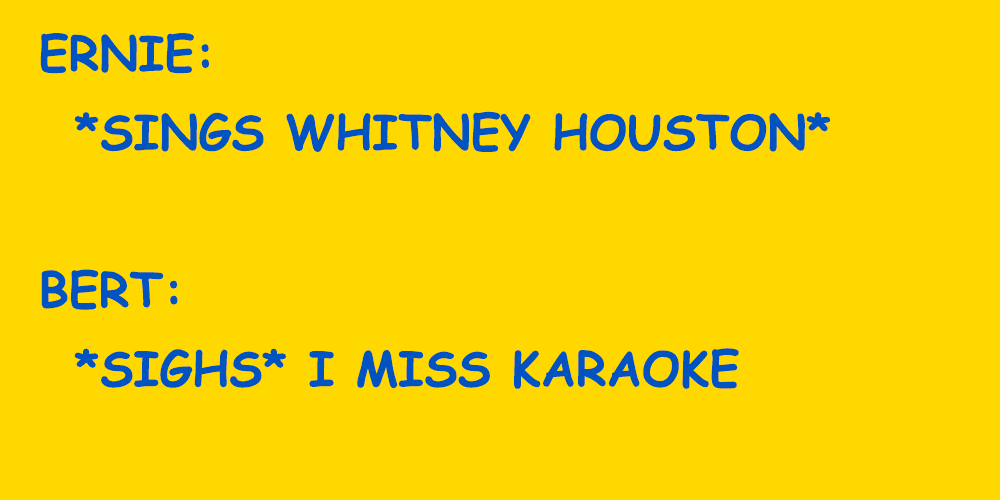 ERNIE:
*SINGS WHITNEY HOUSTON*
BERT:
*SIGHS* I MISS KARAOKE